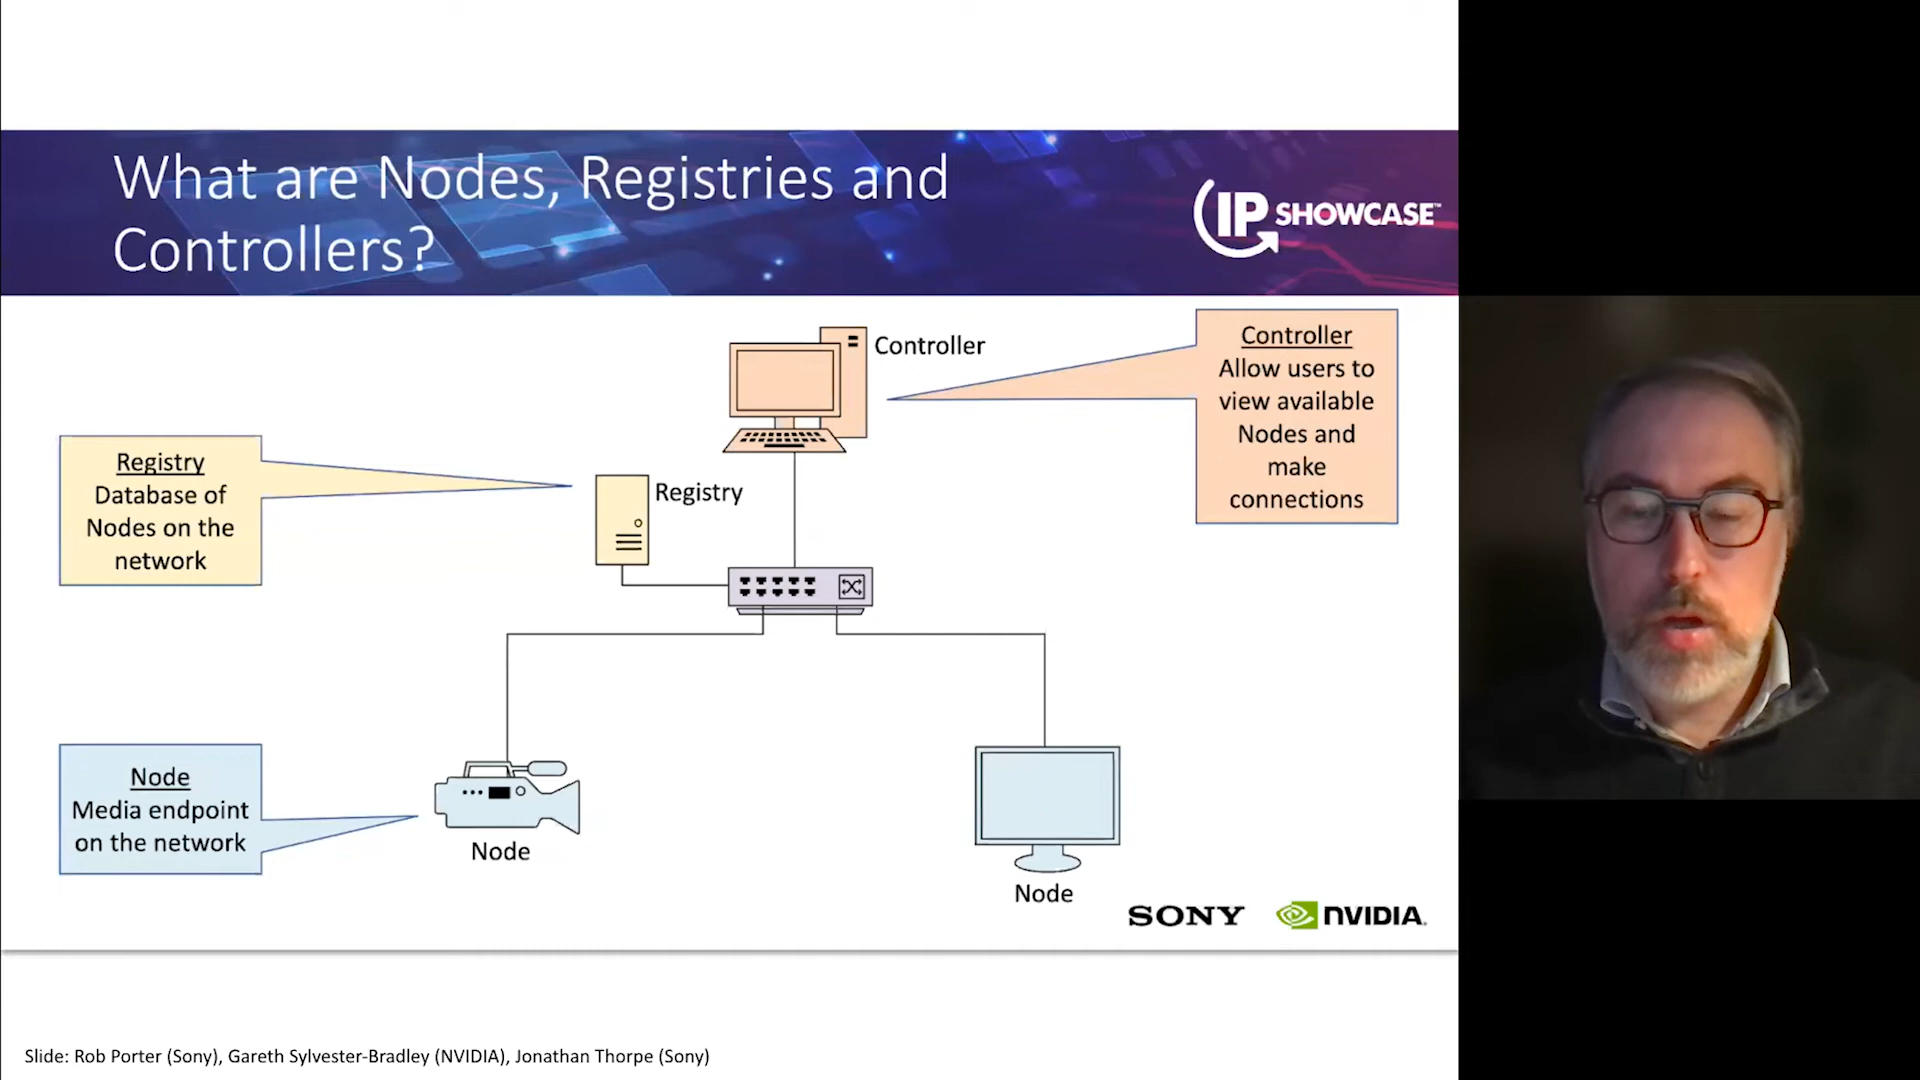 What are Nodes, Registries and
Controllers?
IP SHOWCASE™
Controller
Controller
Allow users to
view available
Nodes and
make
connections
Registry
Database of
Nodes on the
network
Registry
Node
Media endpoint
on the network
Node
Node
SONY
NVIDIA.
Slide: Rob Porter (Sony), Gareth Sylvester-Bradley (NVIDIA), Jonathan Thorpe (Sony)